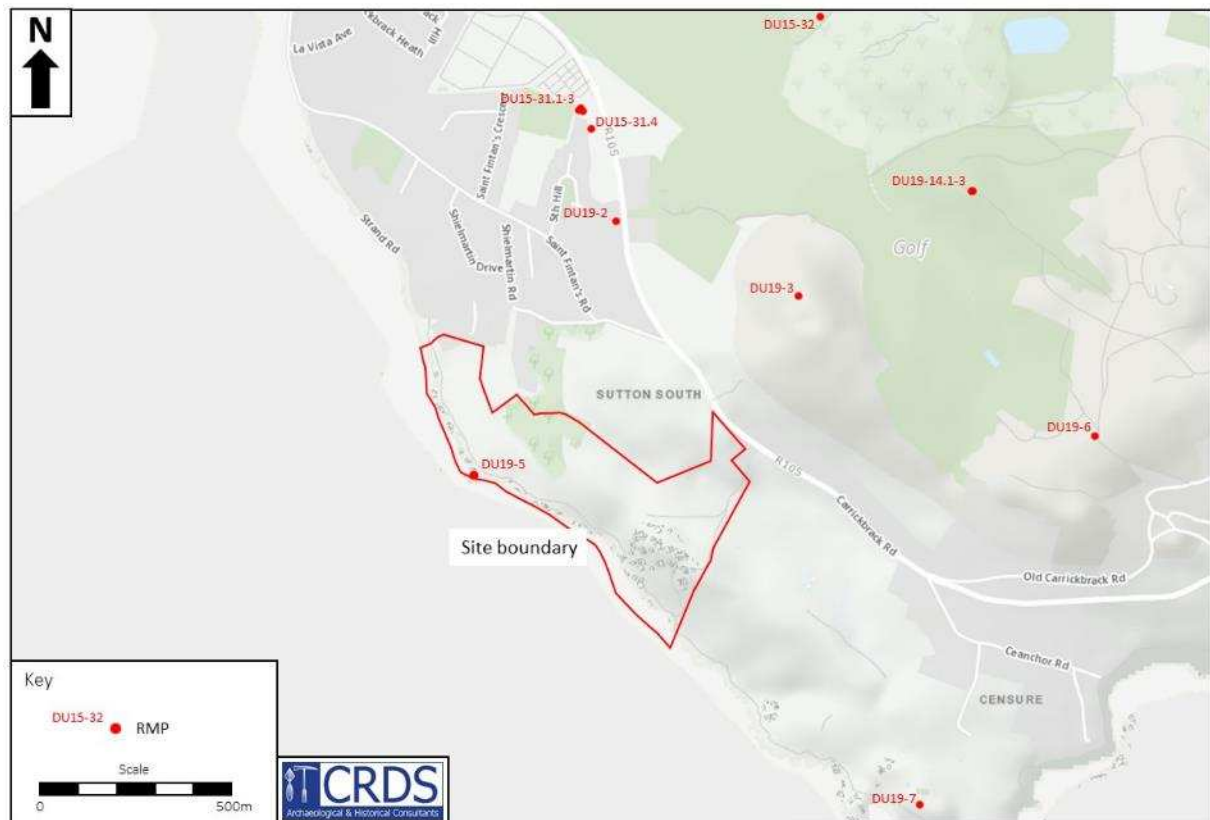 N
La Vista Ave
Carrickbrack Heath
Hill
DU15-32
DU15-31.1-3
DU15-31.4
R105
Saint Fintan's Crescent
DU19-14.1-3
Sth Hill
DU19-2
Strand Rd
Shielmartin Drive
Shielmartin Rd
Saint Fintan's Rd
Golf
DU19-3
SUTTON SOUTH
DU19-6
R105
DU19-5
Carrickbrack Rd
Site boundary
Old Carrickbrack Rd
Ceanchor Rd
CENSURE
DU19-7
Key
DU15-32
RMP
Scale
0 500m
CRDS
Archaeological & Historical Consultants